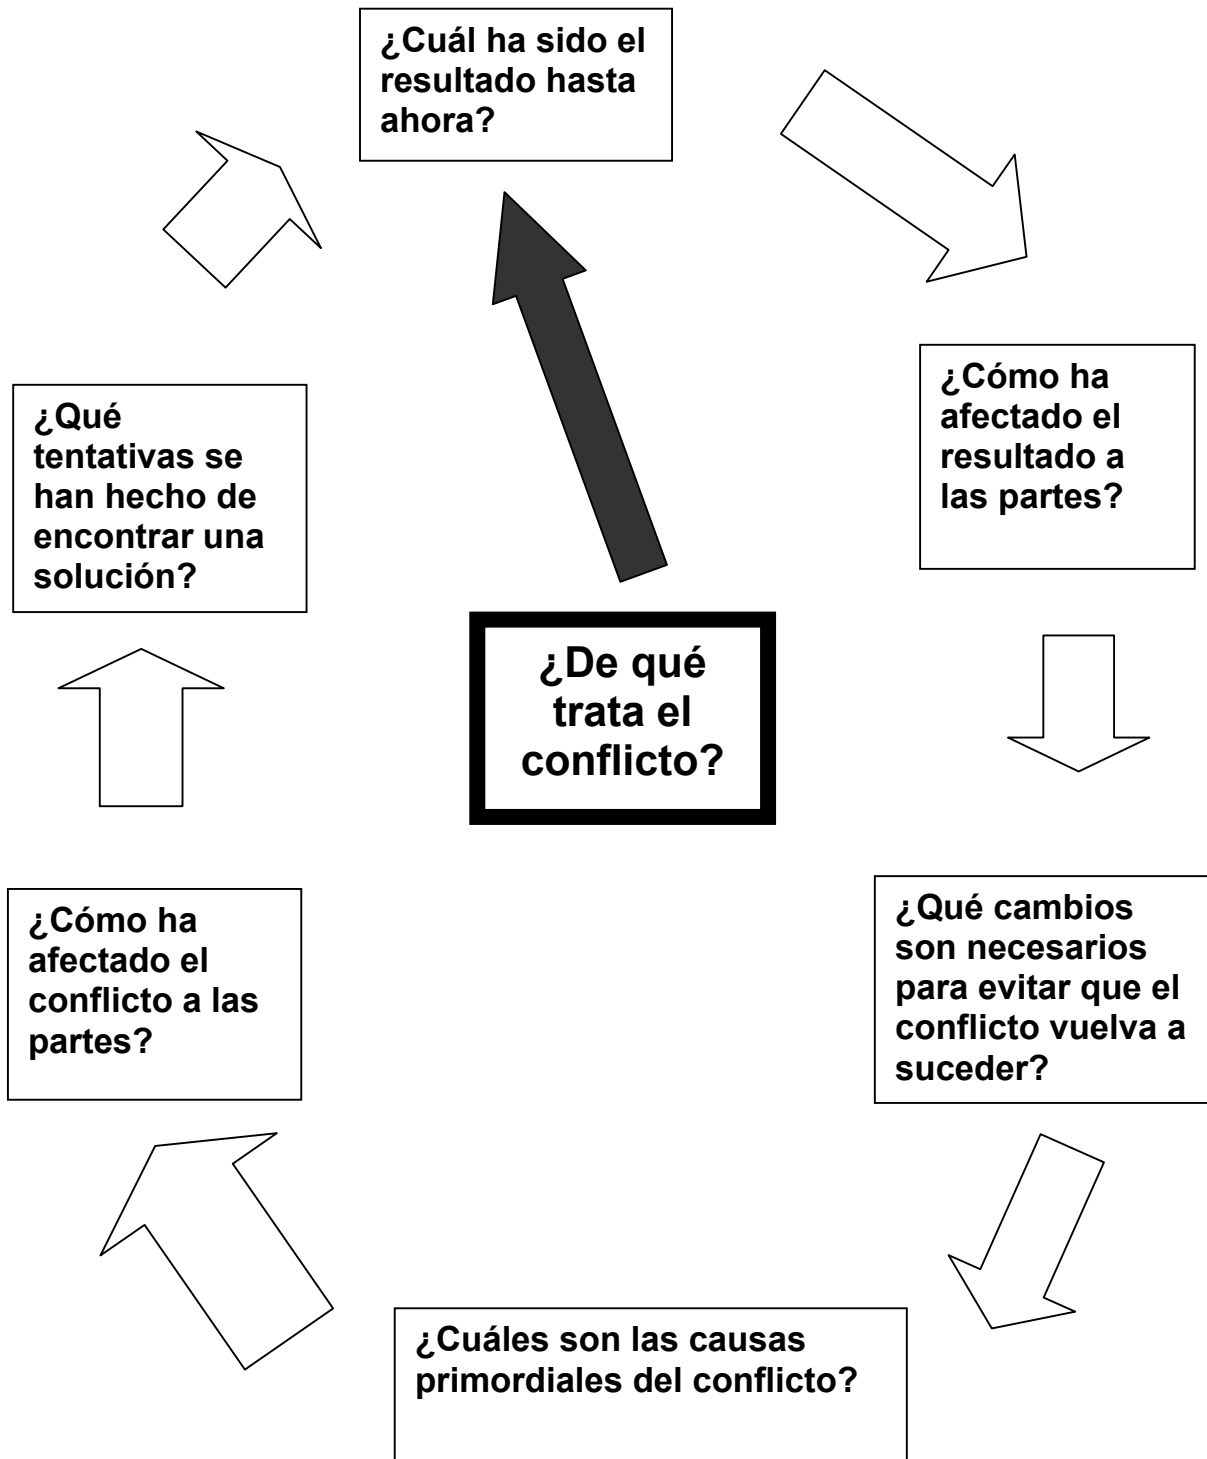 ¿Cuál ha sido el
resultado hasta
ahora?
¿Cómo ha
afectado el
resultado a
las partes?
¿Qué
tentativas se
han hecho de
encontrar una
solución?
¿De qué
trata el
conflicto?
¿Qué cambios
son necesarios
para evitar que el
conflicto vuelva a
suceder?
¿Cómo ha
afectado el
conflicto a las
partes?
¿Cuáles son las causas
primordiales del conflicto?